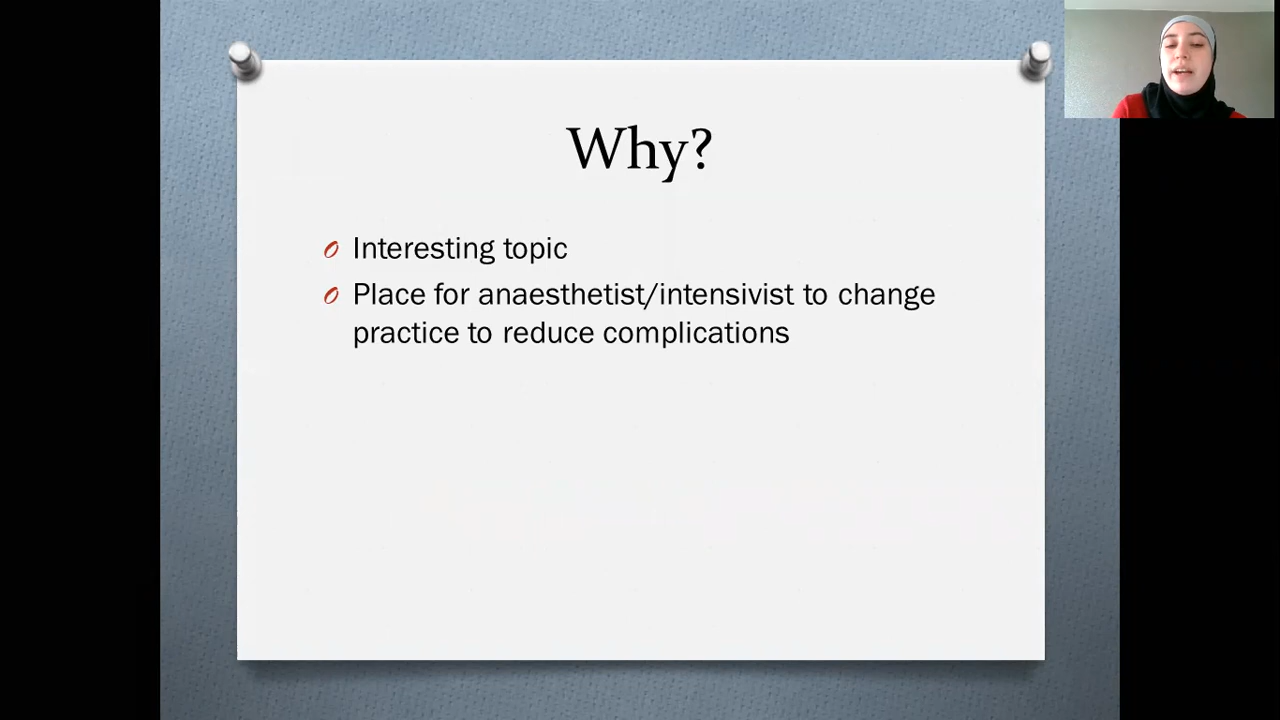 Why?
Interesting topic
Place for anaesthetist/intensivist to change
practice to reduce complications